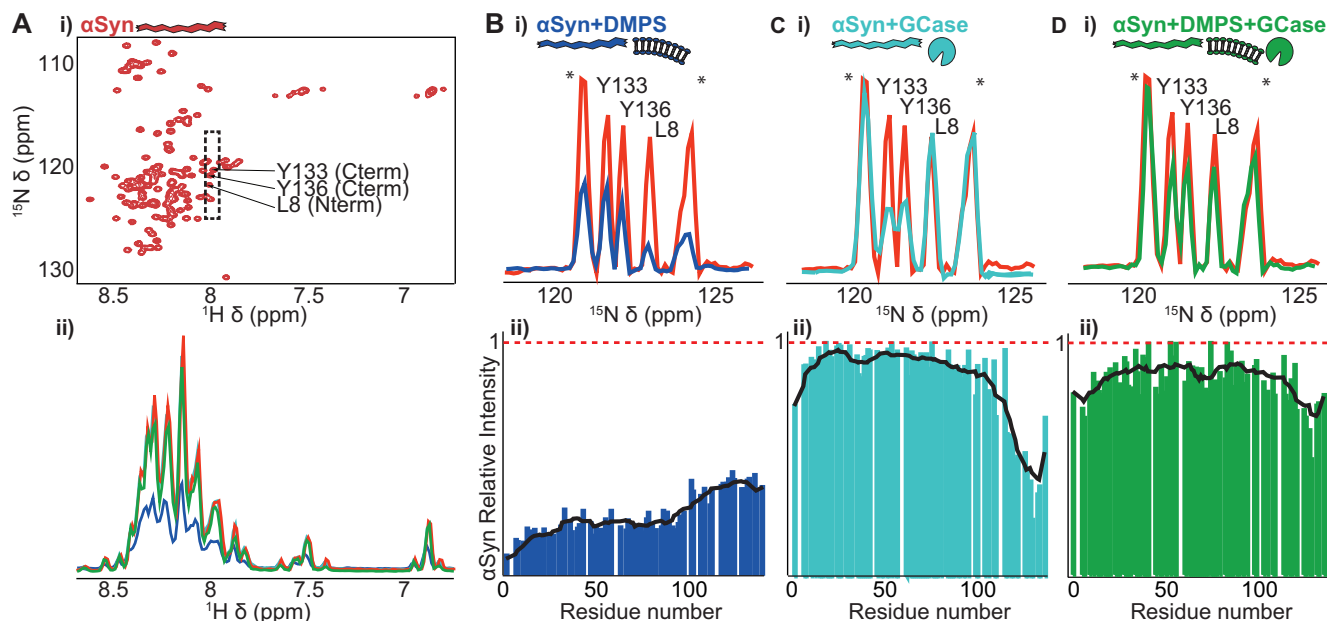 A i) αSyn
110
120
130
15N δ (ppm)
Y133 (Cterm)
Y136 (Cterm)
L8 (Nterm)
8.5 8 7.5 7
1H δ (ppm)
ii)
8.5 8 7.5 7
1H δ (ppm)
B i) αSyn+DMPS
* *
Y133
Y136
L8
120 125
15N δ (ppm)
ii)
1
αSyn Relative Intensity
0 50 100
Residue number
C i) αSyn+GCase
* *
Y133
Y136
L8
120 125
15N δ (ppm)
ii)
1
0 50 100
Residue number
D i) αSyn+DMPS+GCase
* *
Y133
Y136
L8
120 125
15N δ (ppm)
ii)
1
0 50 100
Residue number